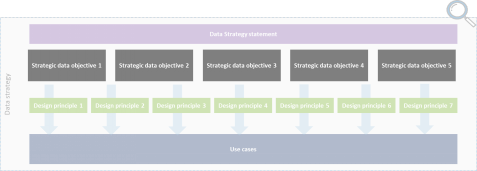 Data Strategy statement
Strategic data objective 1
Strategic data objective 2
Strategic data objective 3
Strategic data objective 4
Strategic data objective 5
Data strategy
Design principle 1
Design principle 2
Design principle 3
Design principle 4
Design principle 5
Design principle 6
Design principle 7
Use cases